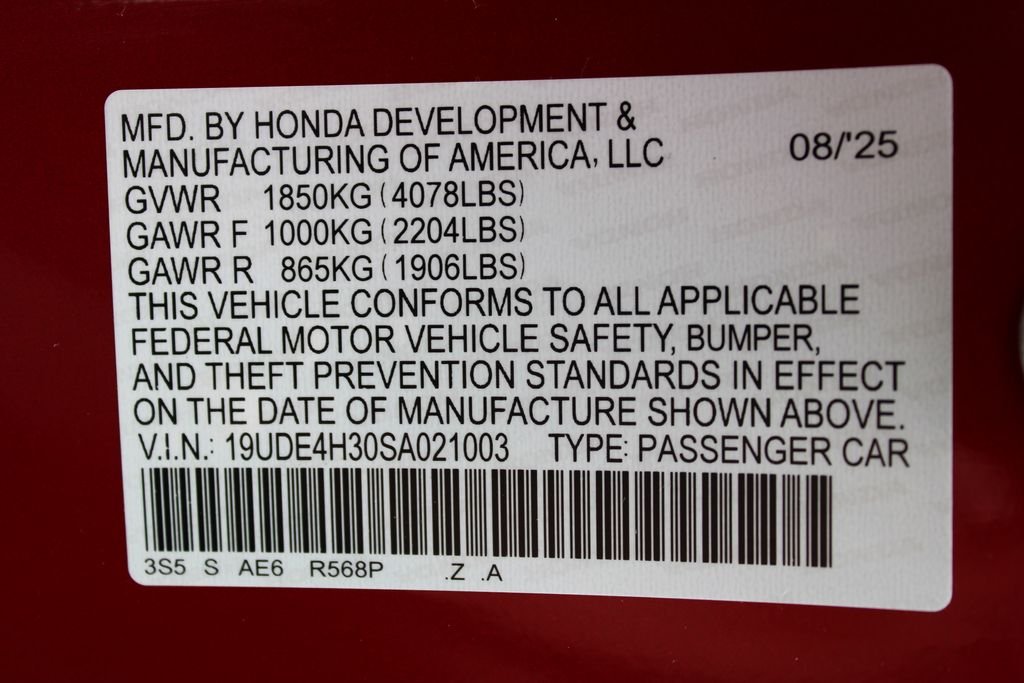 MFD. BY HONDA DEVELOPMENT &
MANUFACTURING OF AMERICA, LLC 08/'25
GVWR 1850KG (4078LBS)
GAWR F 1000KG (2204LBS)
GAWR R 865KG (1906LBS)
THIS VEHICLE CONFORMS TO ALL APPLICABLE
FEDERAL MOTOR VEHICLE SAFETY, BUMPER,
AND THEFT PREVENTION STANDARDS IN EFFECT
ON THE DATE OF MANUFACTURE SHOWN ABOVE.
V.I.N.: 19UDE4H30SA021003 TYPE: PASSENGER CAR
3S5 S AE6 R568P .Z .A